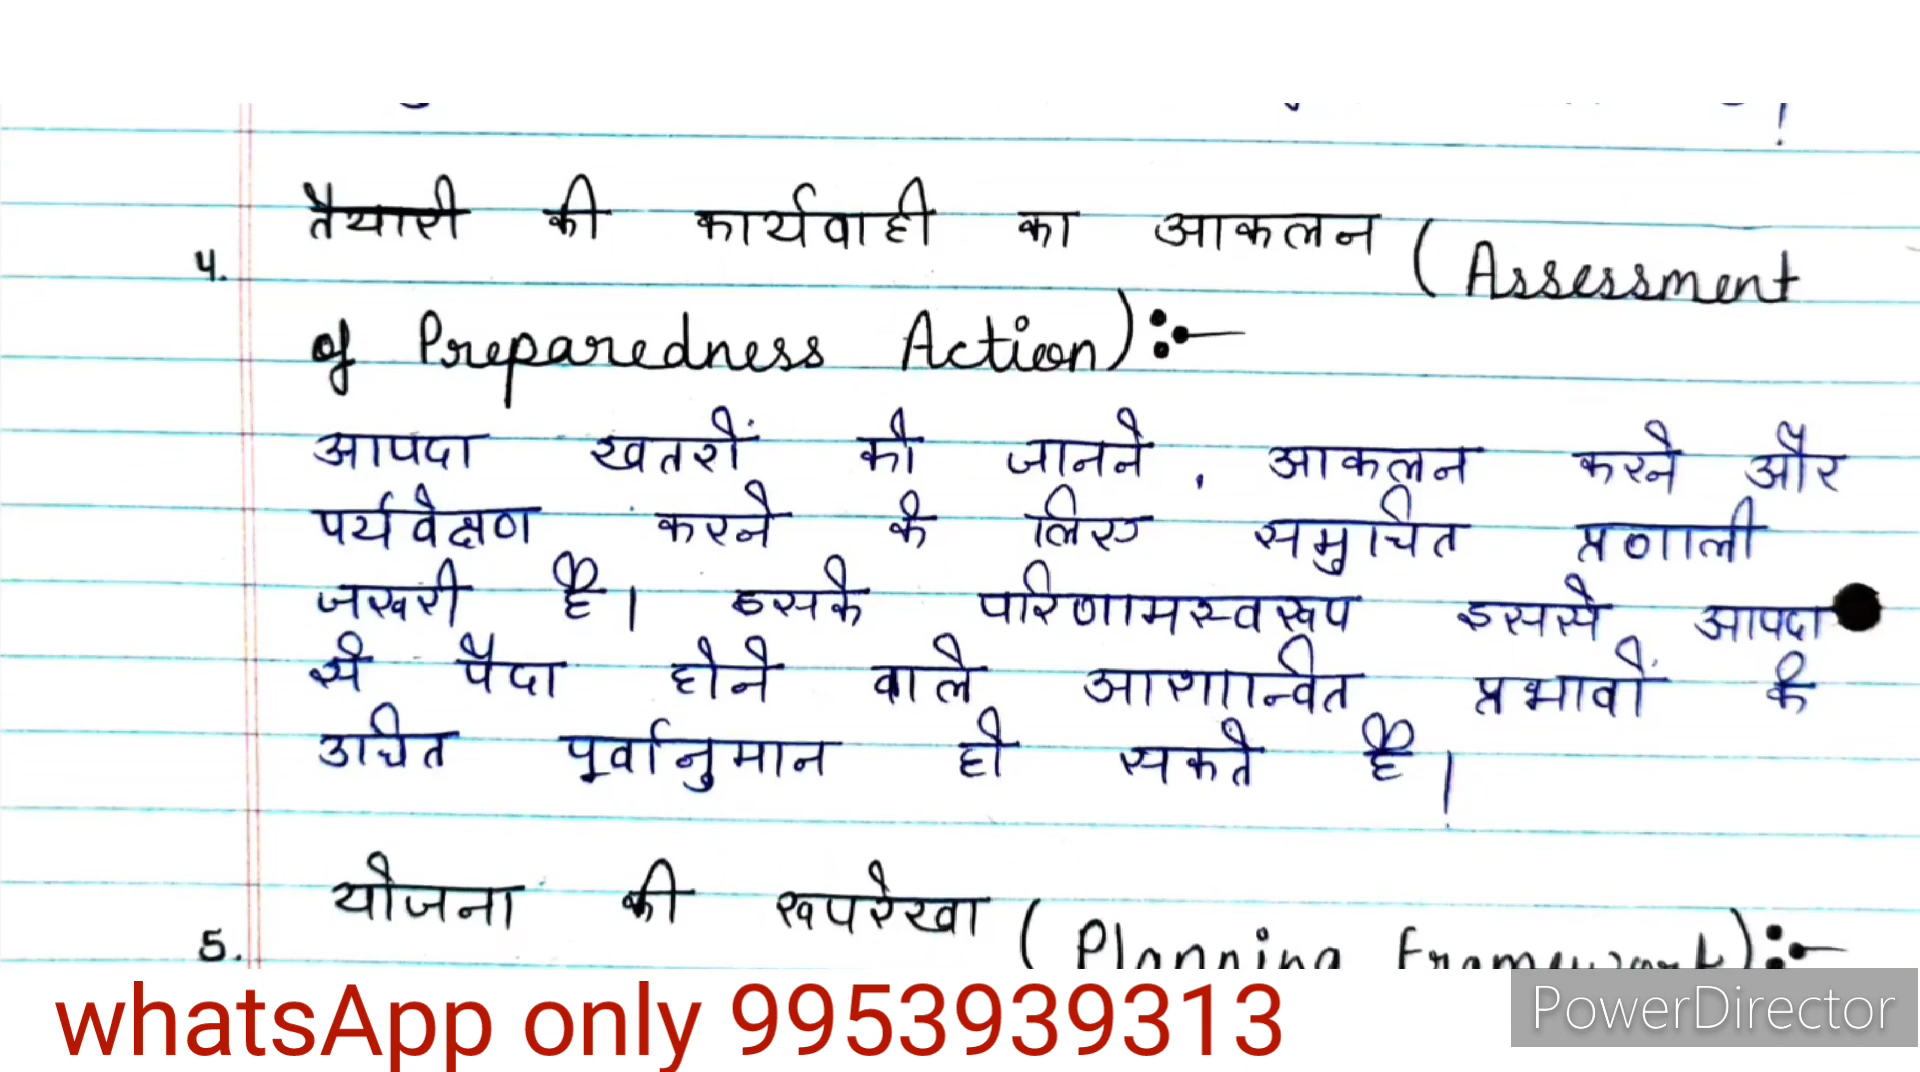 4. तैयारी की कार्यवाही का आकलन (Assessment
of Preparedness Action):-
आपदा खतरों को जानने, आकलन करने और
पर्यवेक्षण करने के लिए समुचित प्रणाली
जरूरी है। इसके परिणामस्वरूप इससे आपदा
से पैदा होने वाले आशान्वित प्रभावों के
उचित पूर्वानुमान हो सकते है।
5. योजना की रूपरेखा (Planning Framework):-
whatsApp only 9953939313
PowerDirector